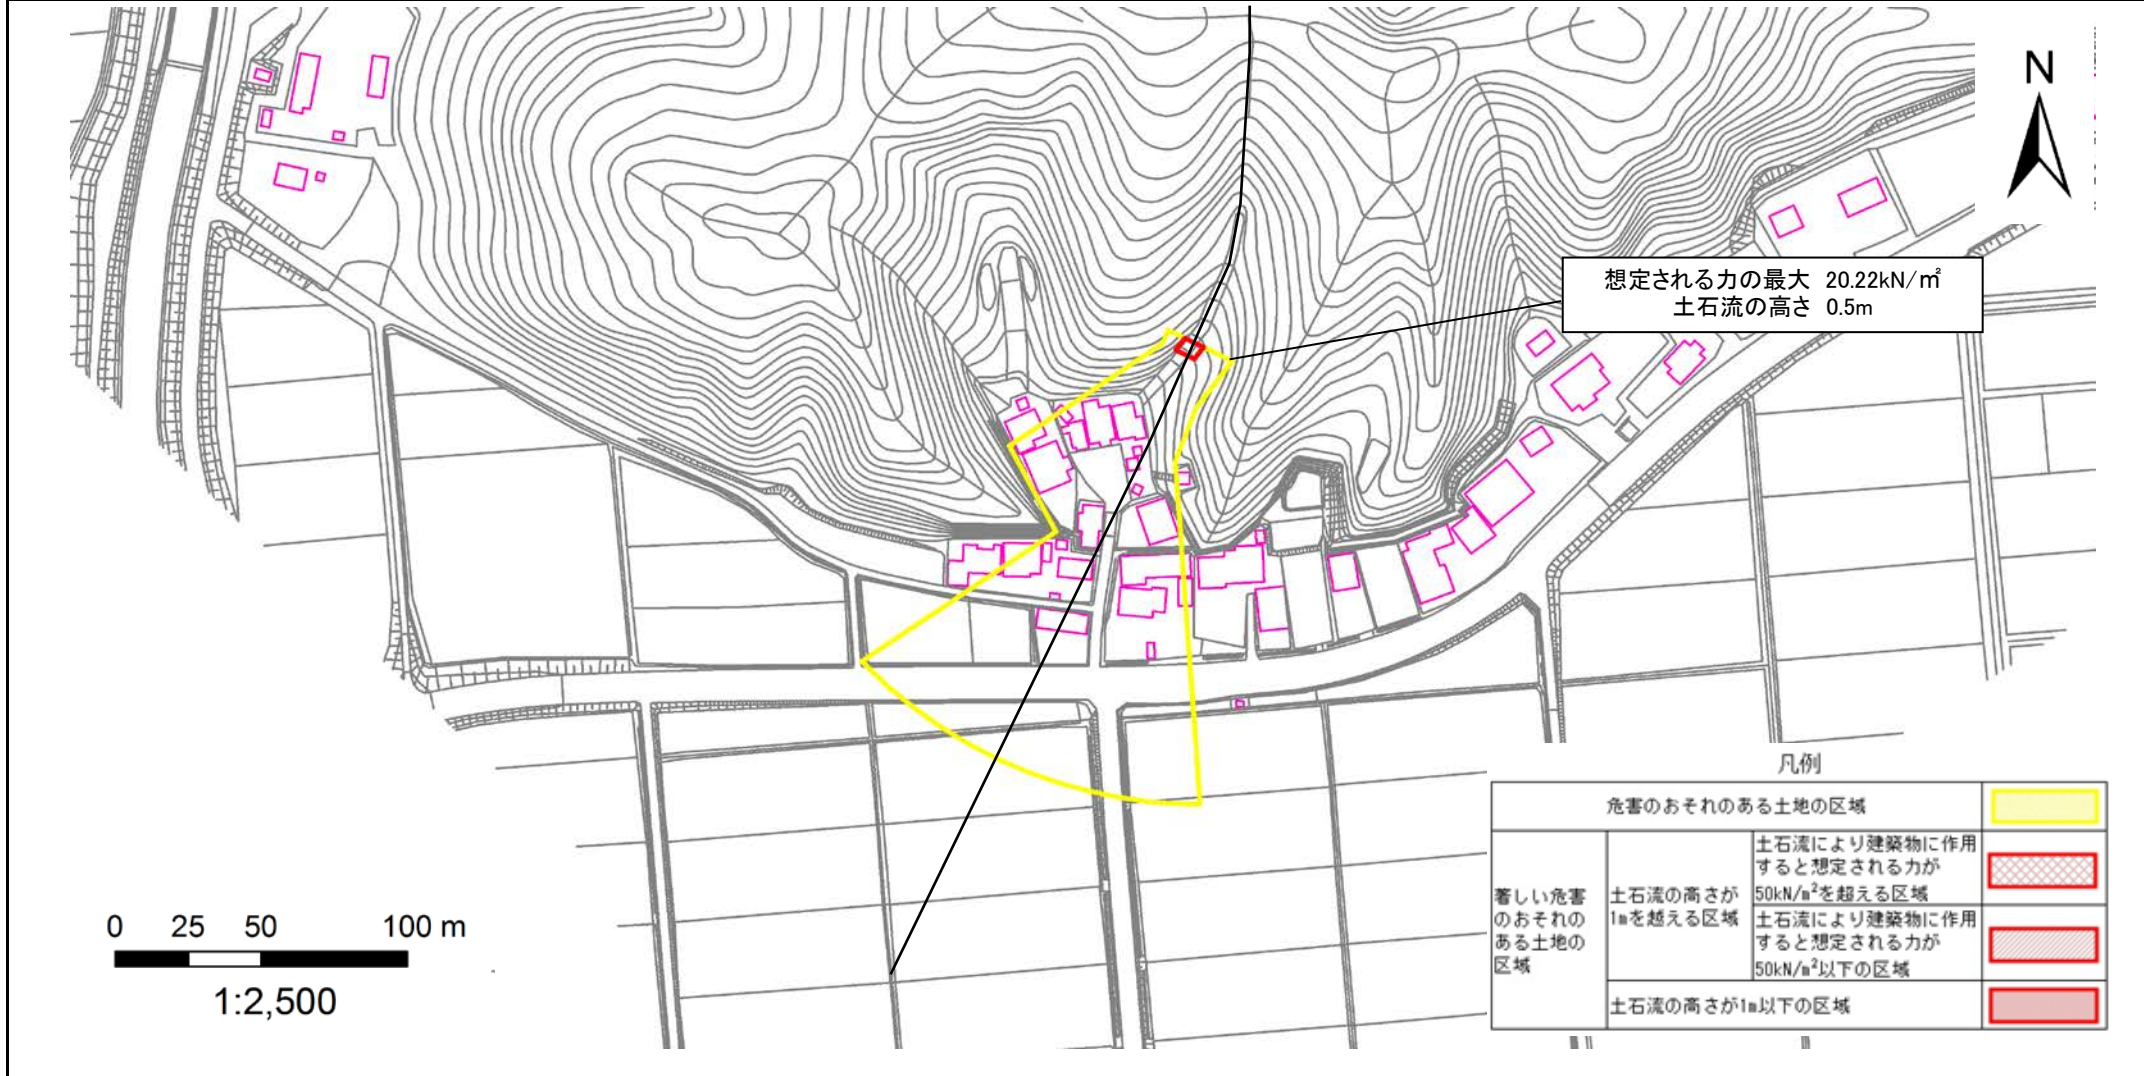 N
想定される力の最大 20.22kN/㎡
土石流の高さ 0.5m
凡例
危害のおそれのある土地の区域
著しい危害
のおそれの
ある土地の
区域
土石流の高さが
1mを越える区域
土石流により建築物に作用
すると想定される力が
50kN/m²を超える区域
土石流により建築物に作用
すると想定される力が
50kN/m²以下の区域
土石流の高さが1m以下の区域
0 25 50 100 m
1:2,500